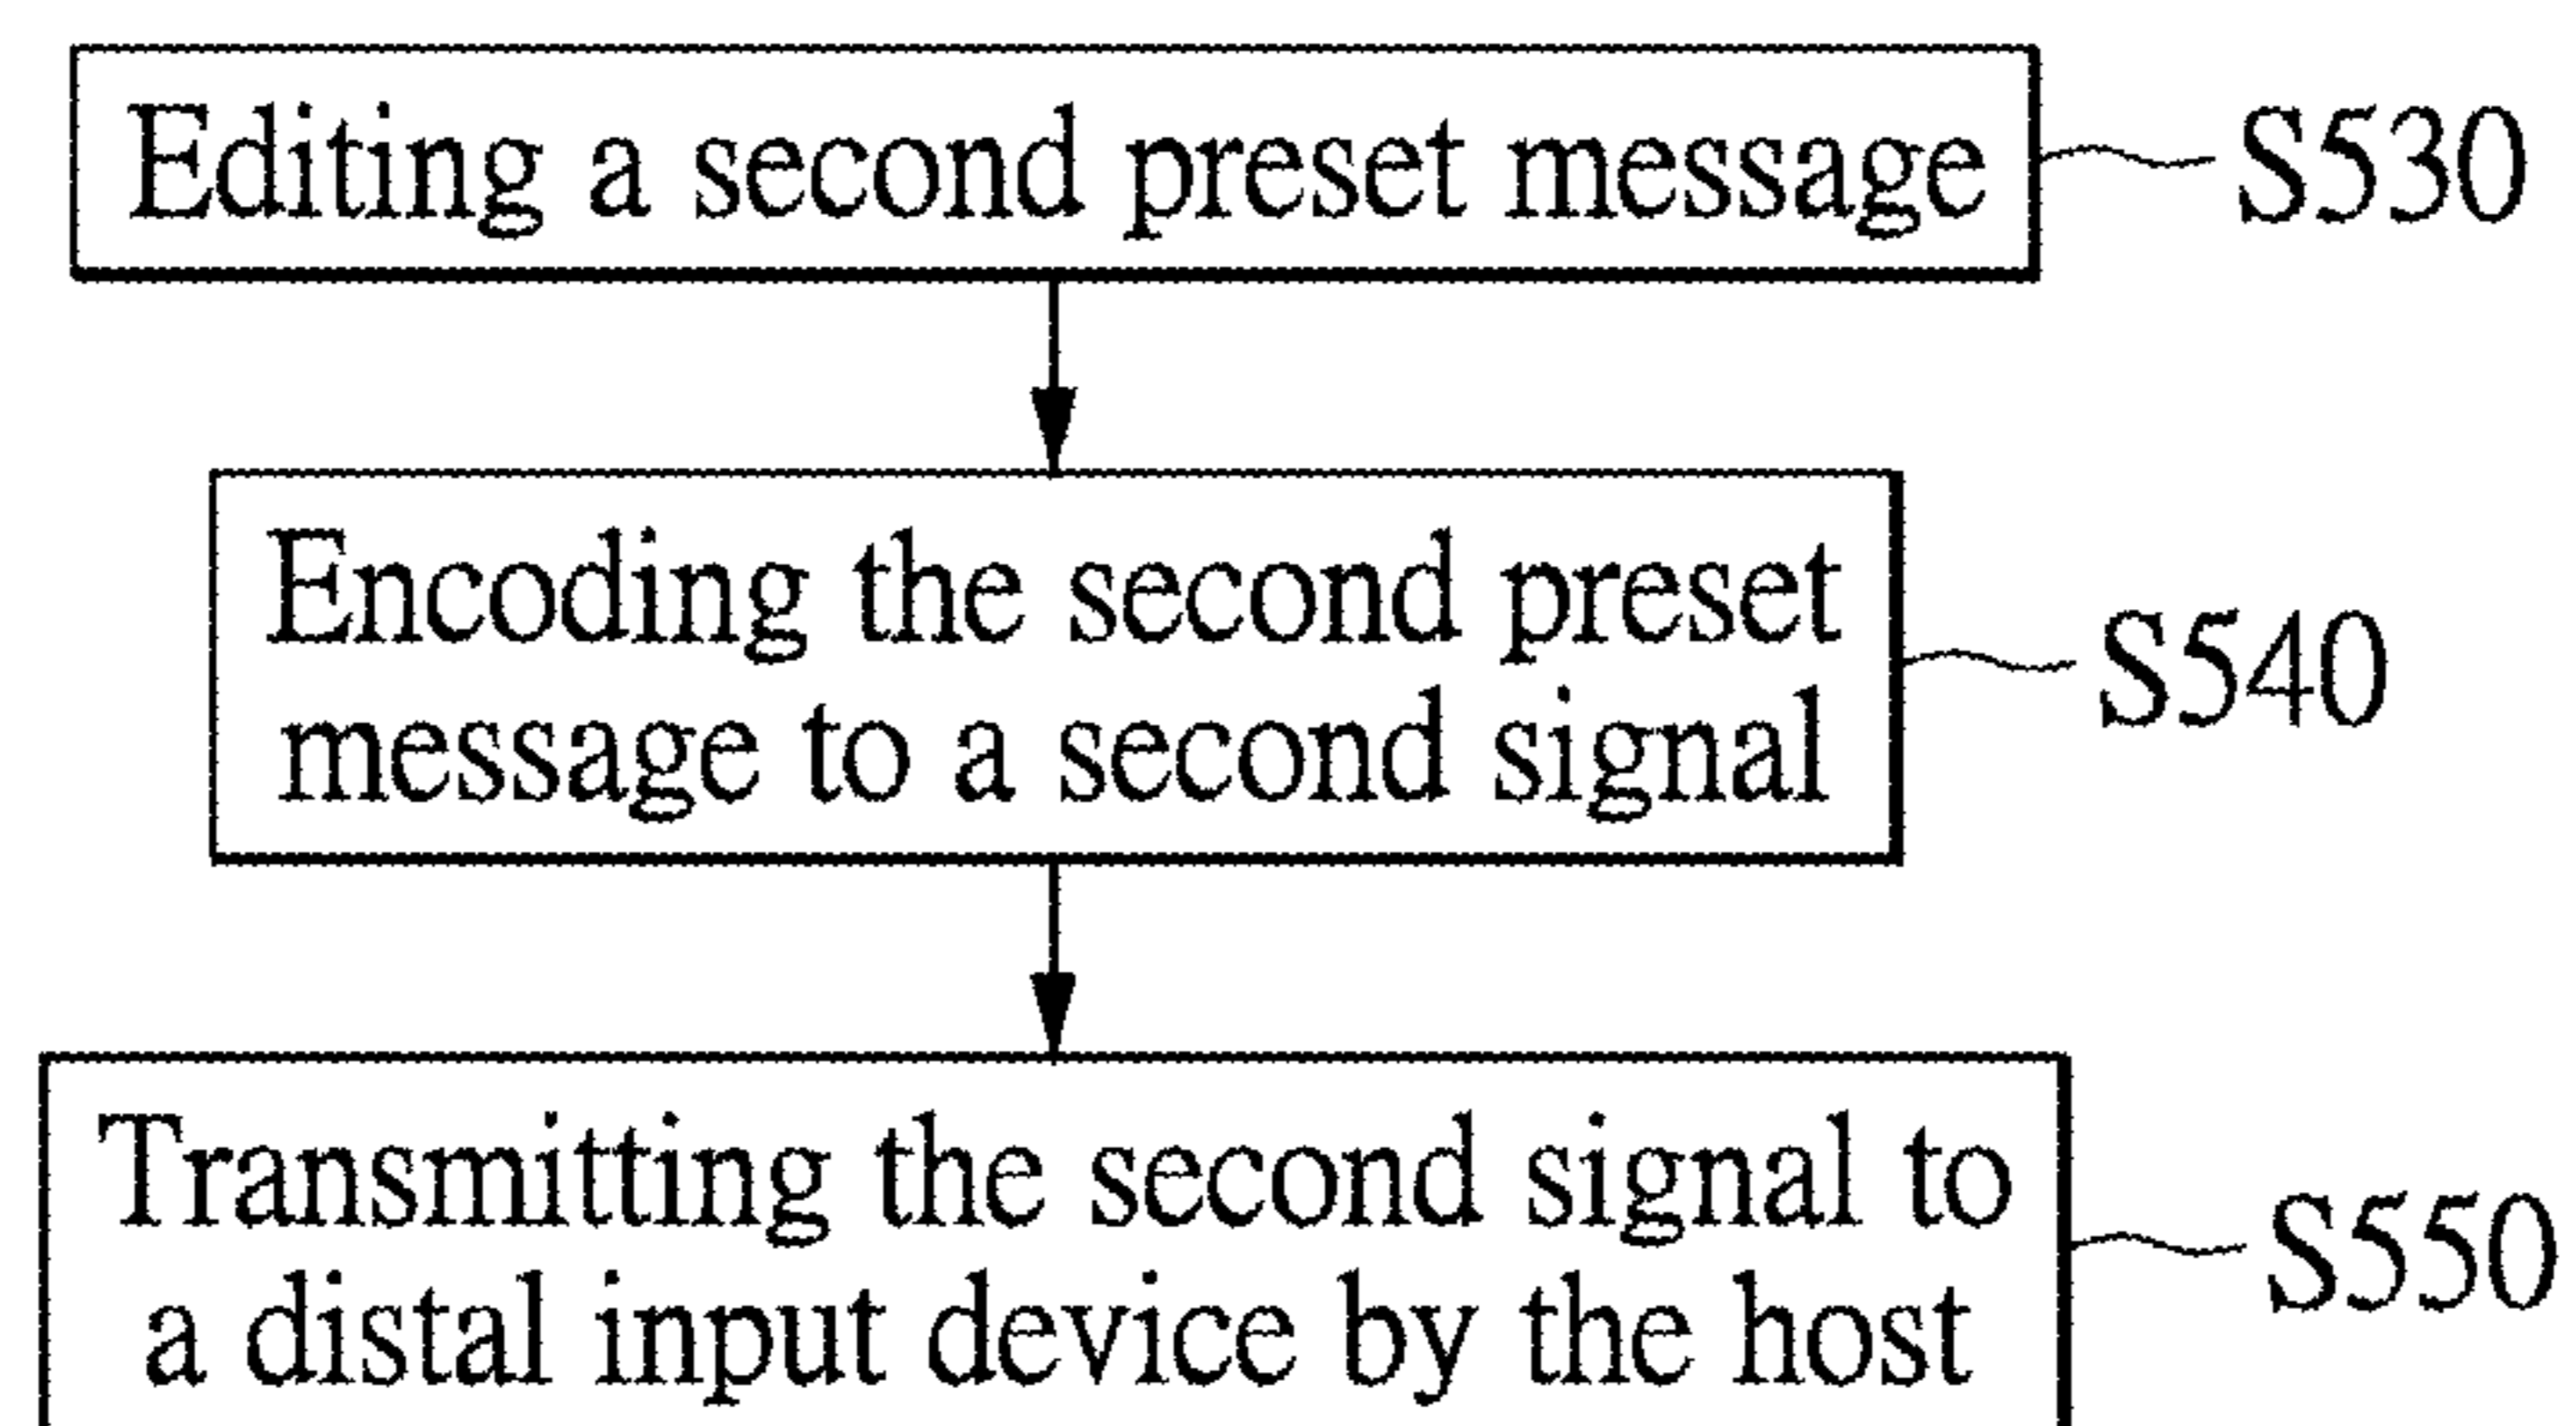 Editing a second preset message
S530
Encoding the second preset
message to a second signal
S540
Transmitting the second signal to
a distal input device by the host
S550